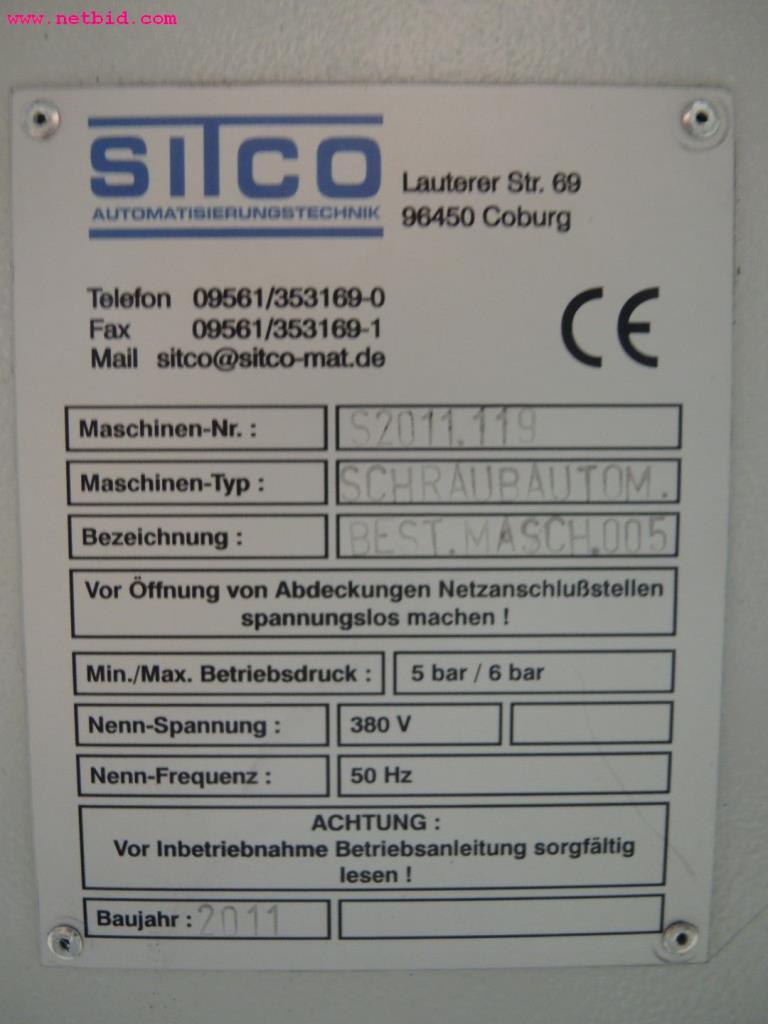 www.netbid.com
SITCO
AUTOMATISIERUNGSTECHNIK
Lauterer Str. 69
96450 Coburg
Telefon 09561/353169-0
Fax 09561/353169-1
Mail sitco@sitco-mat.de
CE
Maschinen-Nr. : S2011.119
Maschinen-Typ : SCHRAUBAUTOM.
Bezeichnung : BEST.MASCH.005
Vor Öffnung von Abdeckungen Netzanschlußstellen
spannungslos machen !
Min./Max. Betriebsdruck : 5 bar / 6 bar
Nenn-Spannung : 380 V
Nenn-Frequenz : 50 Hz
ACHTUNG :
Vor Inbetriebnahme Betriebsanleitung sorgfältig
lesen !
Baujahr : 2011